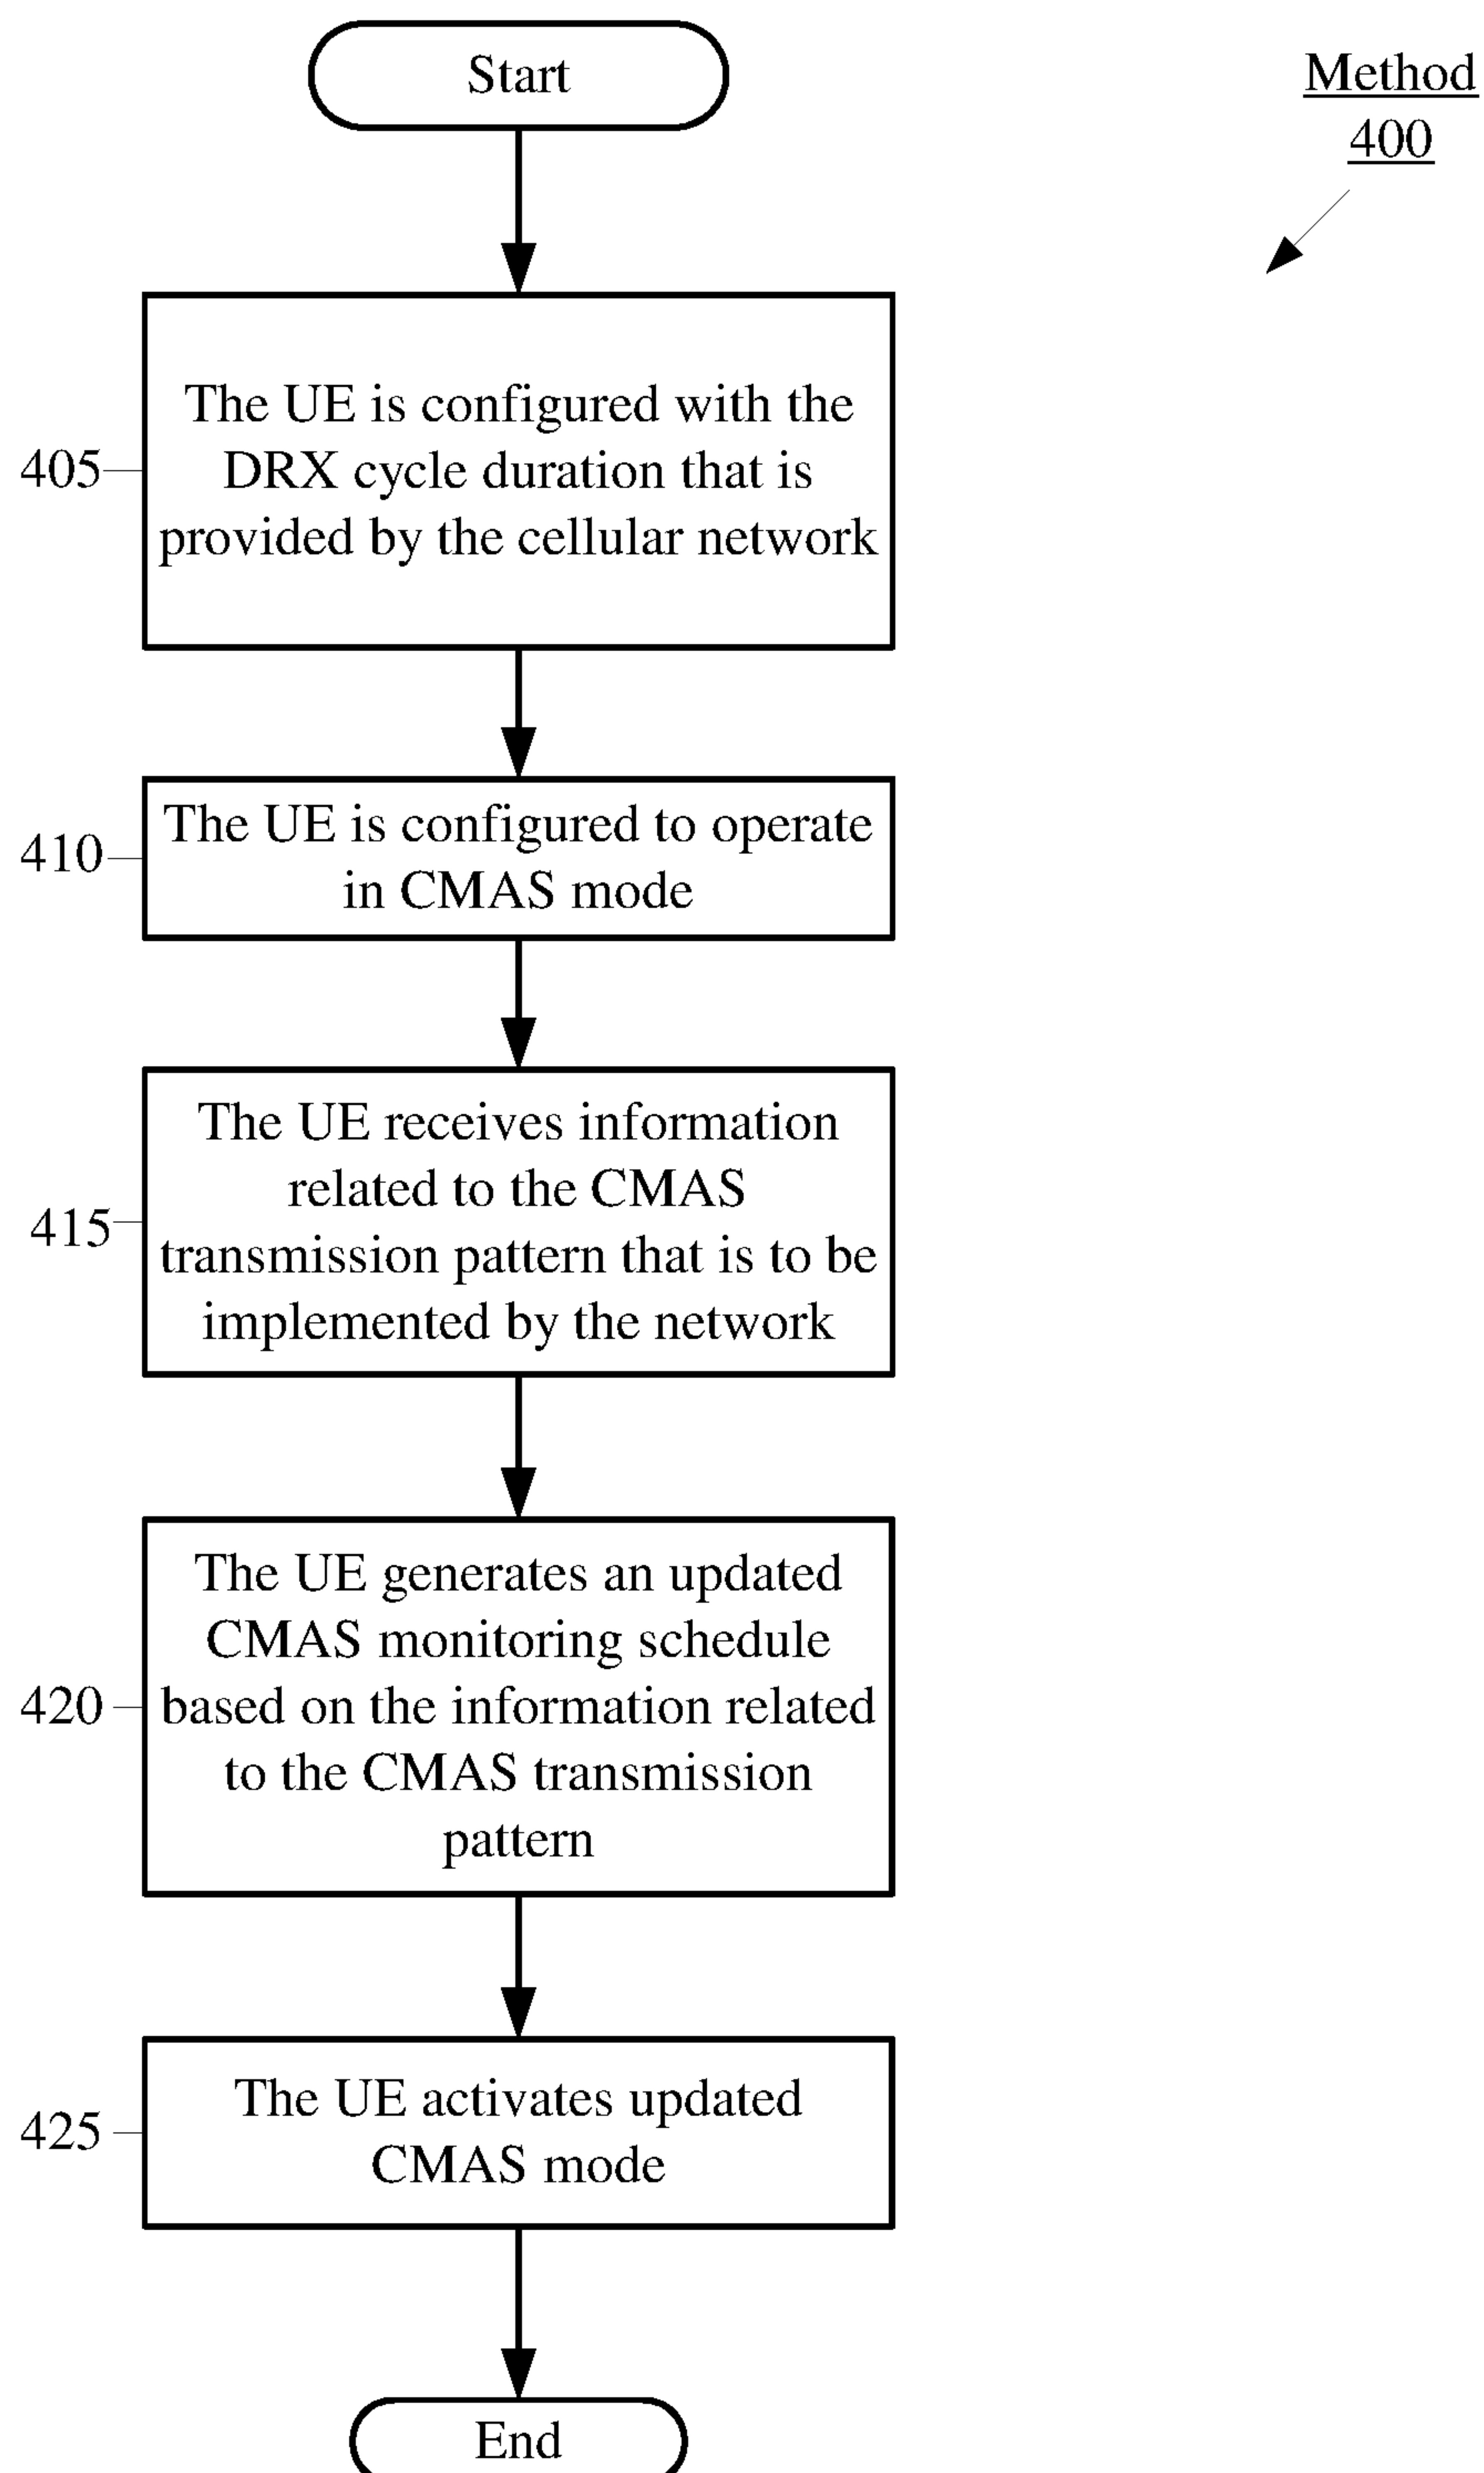 Start
Method
400
The UE is configured with the
DRX cycle duration that is
provided by the cellular network
405
The UE is configured to operate
in CMAS mode
410
The UE receives information
related to the CMAS
transmission pattern that is to be
implemented by the network
415
The UE generates an updated
CMAS monitoring schedule
based on the information related
to the CMAS transmission
pattern
420
The UE activates updated
CMAS mode
425
End